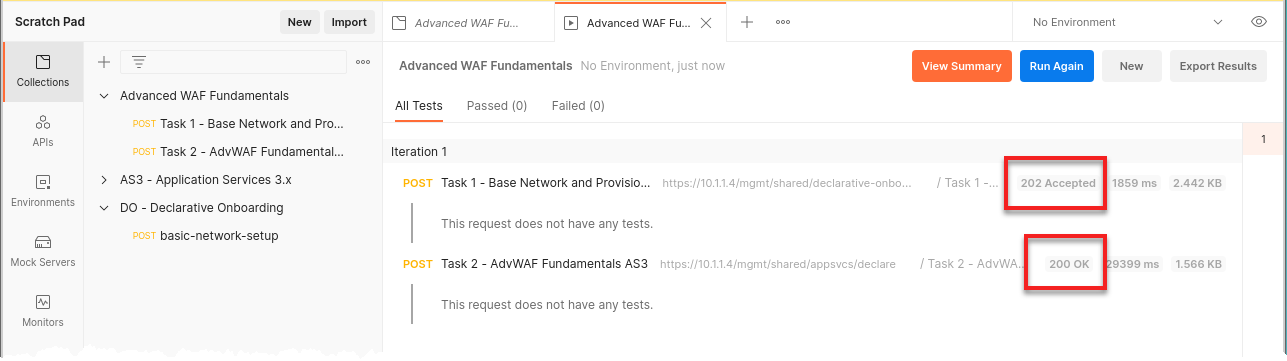 Scratch Pad
New
Import
Advanced WAF Fu...
Advanced WAF Fu...
No Environment
Collections
APIs
Environments
Mock Servers
Monitors
Advanced WAF Fundamentals
POST Task 1 - Base Network and Pro...
POST Task 2 - AdvWAF Fundamental...
AS3 - Application Services 3.x
DO - Declarative Onboarding
POST basic-network-setup
Advanced WAF Fundamentals No Environment, just now
View Summary
Run Again
New
Export Results
All Tests
Passed (0)
Failed (0)
1
Iteration 1
POST Task 1 - Base Network and Provisio... https://10.1.1.4/mgmt/shared/declarative-onbo... / Task 1 -... 202 Accepted 1859 ms 2.442 KB
This request does not have any tests.
POST Task 2 - AdvWAF Fundamentals AS3 https://10.1.1.4/mgmt/shared/appsvcs/declare / Task 2 - AdvWA... 200 OK 29399 ms 1.566 KB
This request does not have any tests.